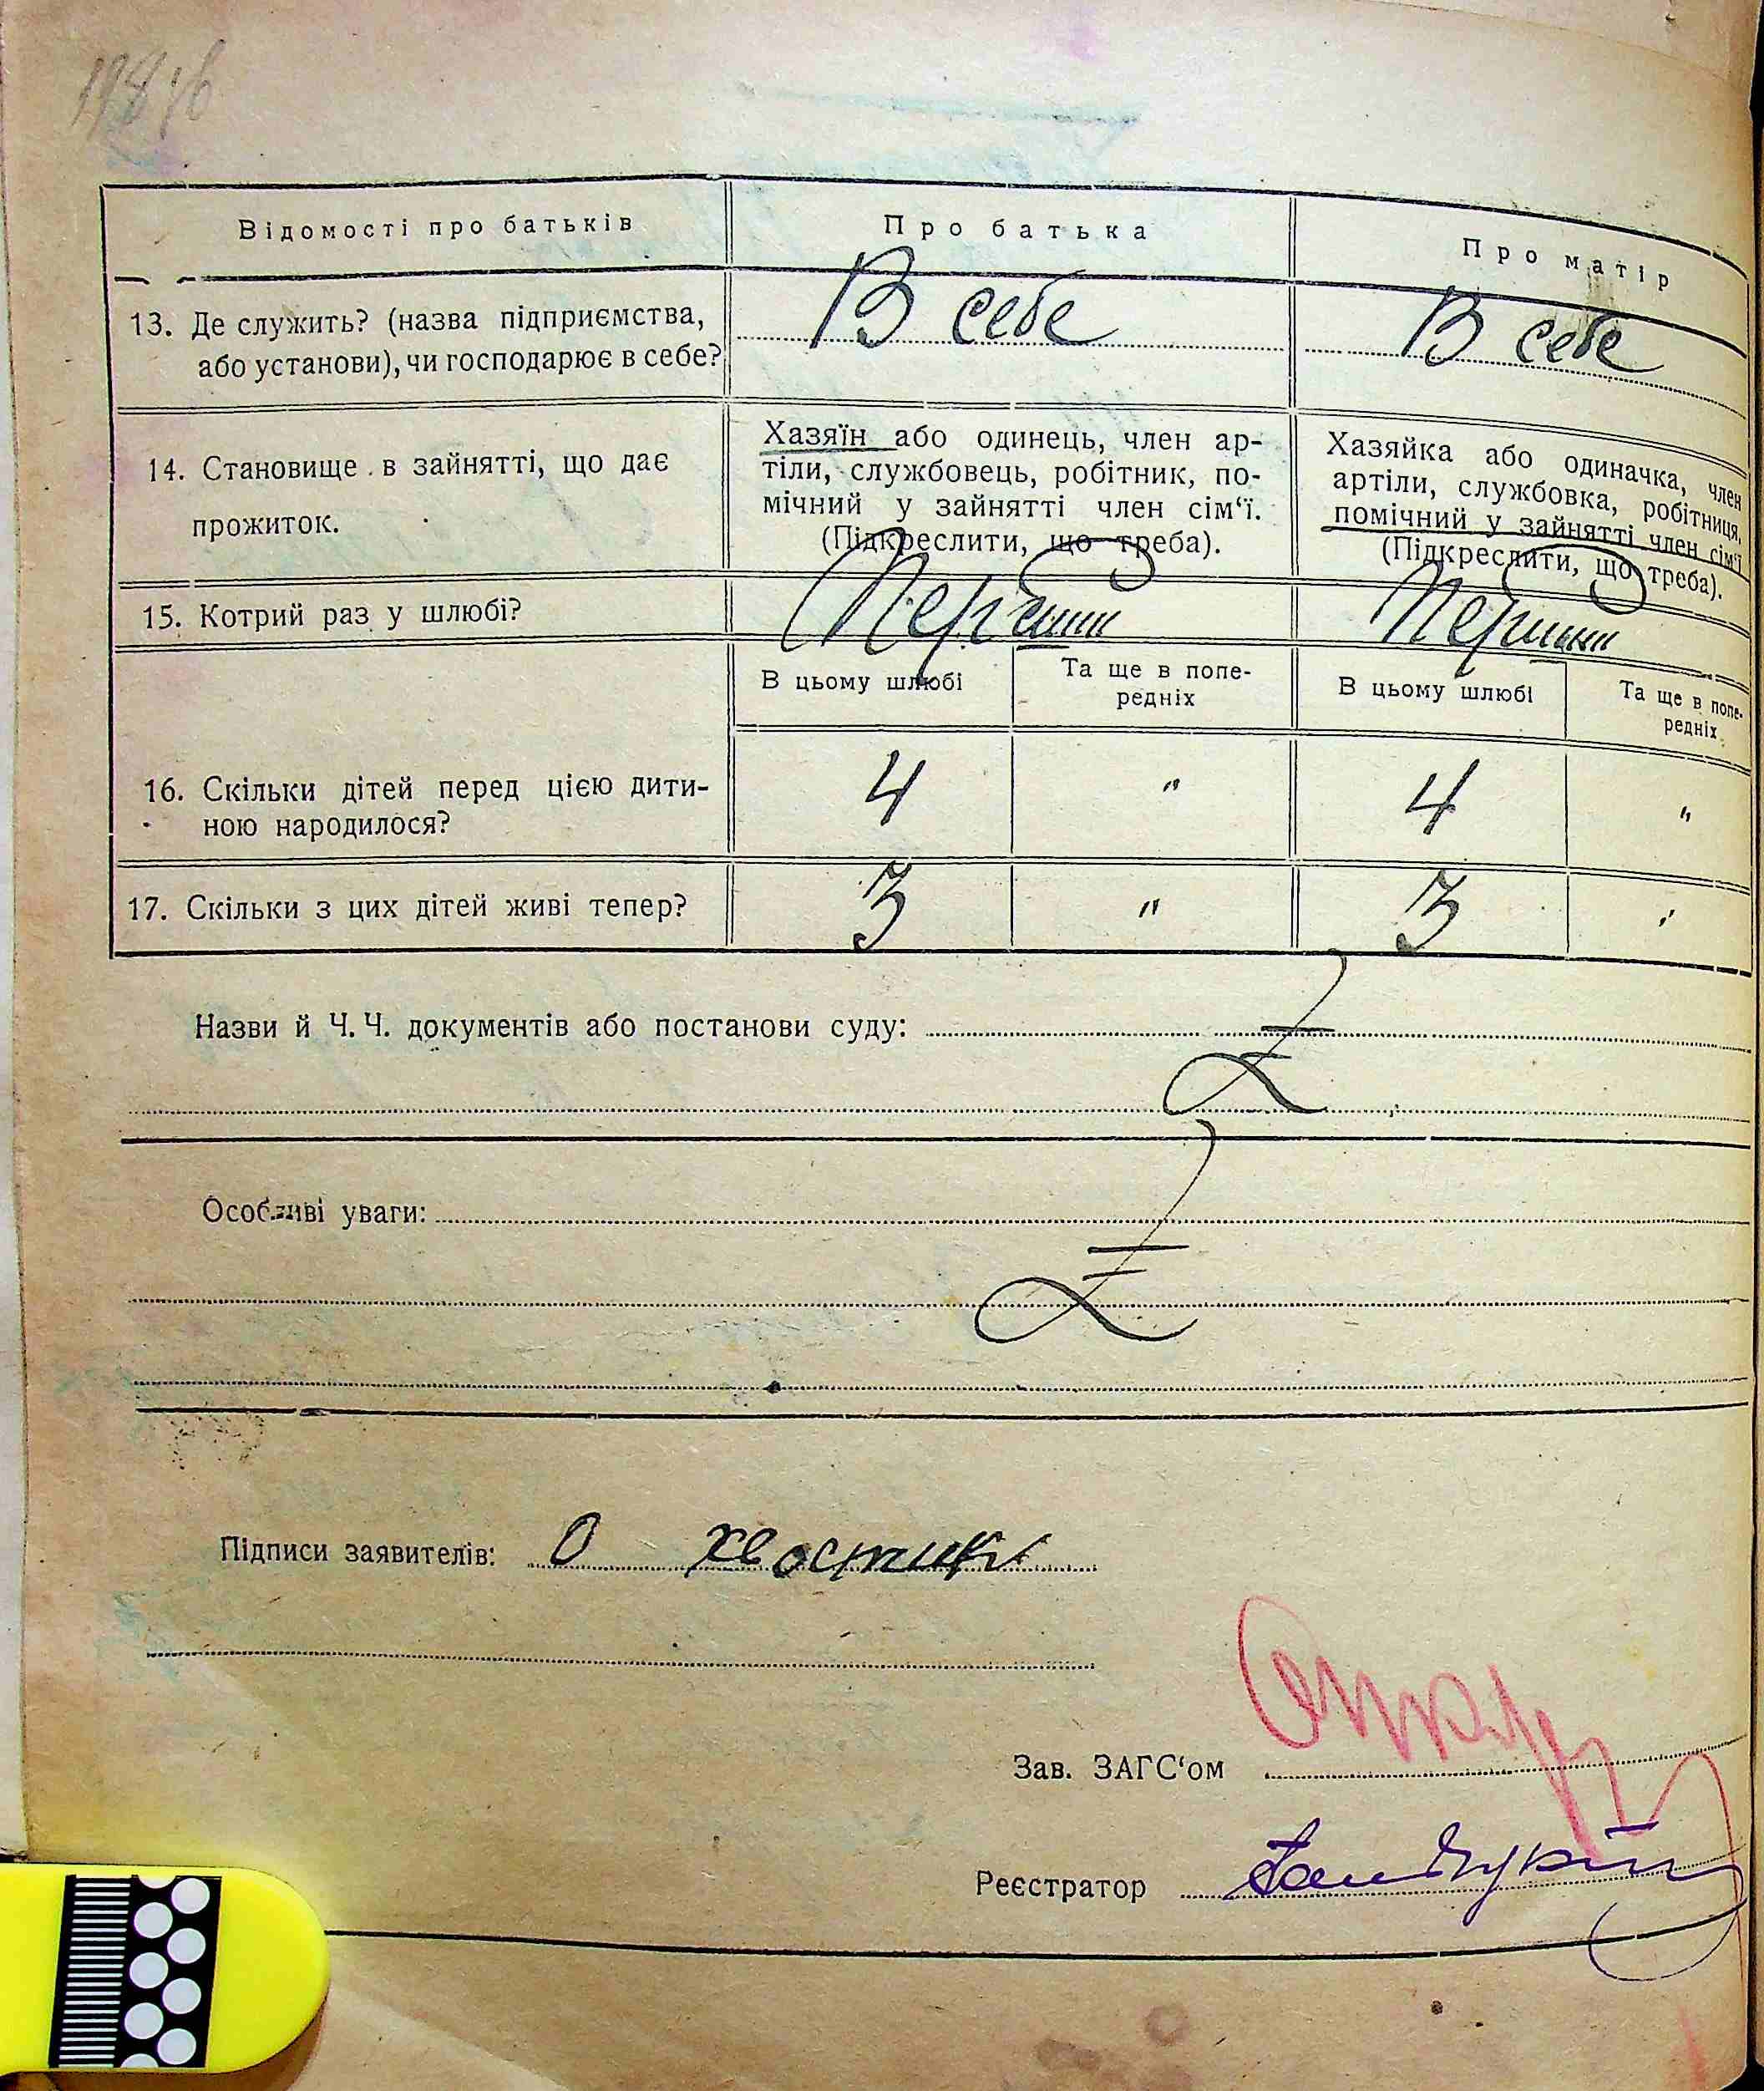 Відомості про батьків
Про батька
Про матір
13. Де служить? (назва підприємства,
або установи), чи господарює в себе?
В себе
В себе
14. Становище в зайнятті, що дає
прожиток.
Хазяїн або одинець, член ар-
тіли, службовець, робітник, по-
мічний у зайнятті член сім‘ї.
(Підкреслити, що треба).
Хазяйка або одиначка, член
артіли, службовка, робітниця,
помічний у зайнятті член сім‘ї
(Підкреслити, що треба).
15. Котрий раз у шлюбі?
Первший
Перший
В цьому шлюбі
Та ще в попе-
редніх
В цьому шлюбі
Та ще в попе-
редніх
16. Скільки дітей перед цією дити-
ною народилося?
4
"
4
"
17. Скільки з цих дітей живі тепер?
3
"
3
"
Назви й Ч. Ч. документів або постанови суду:
Z
Особливі уваги:
Z
Підписи заявителів: О
Зав. ЗАГС‘ом
Реєстратор